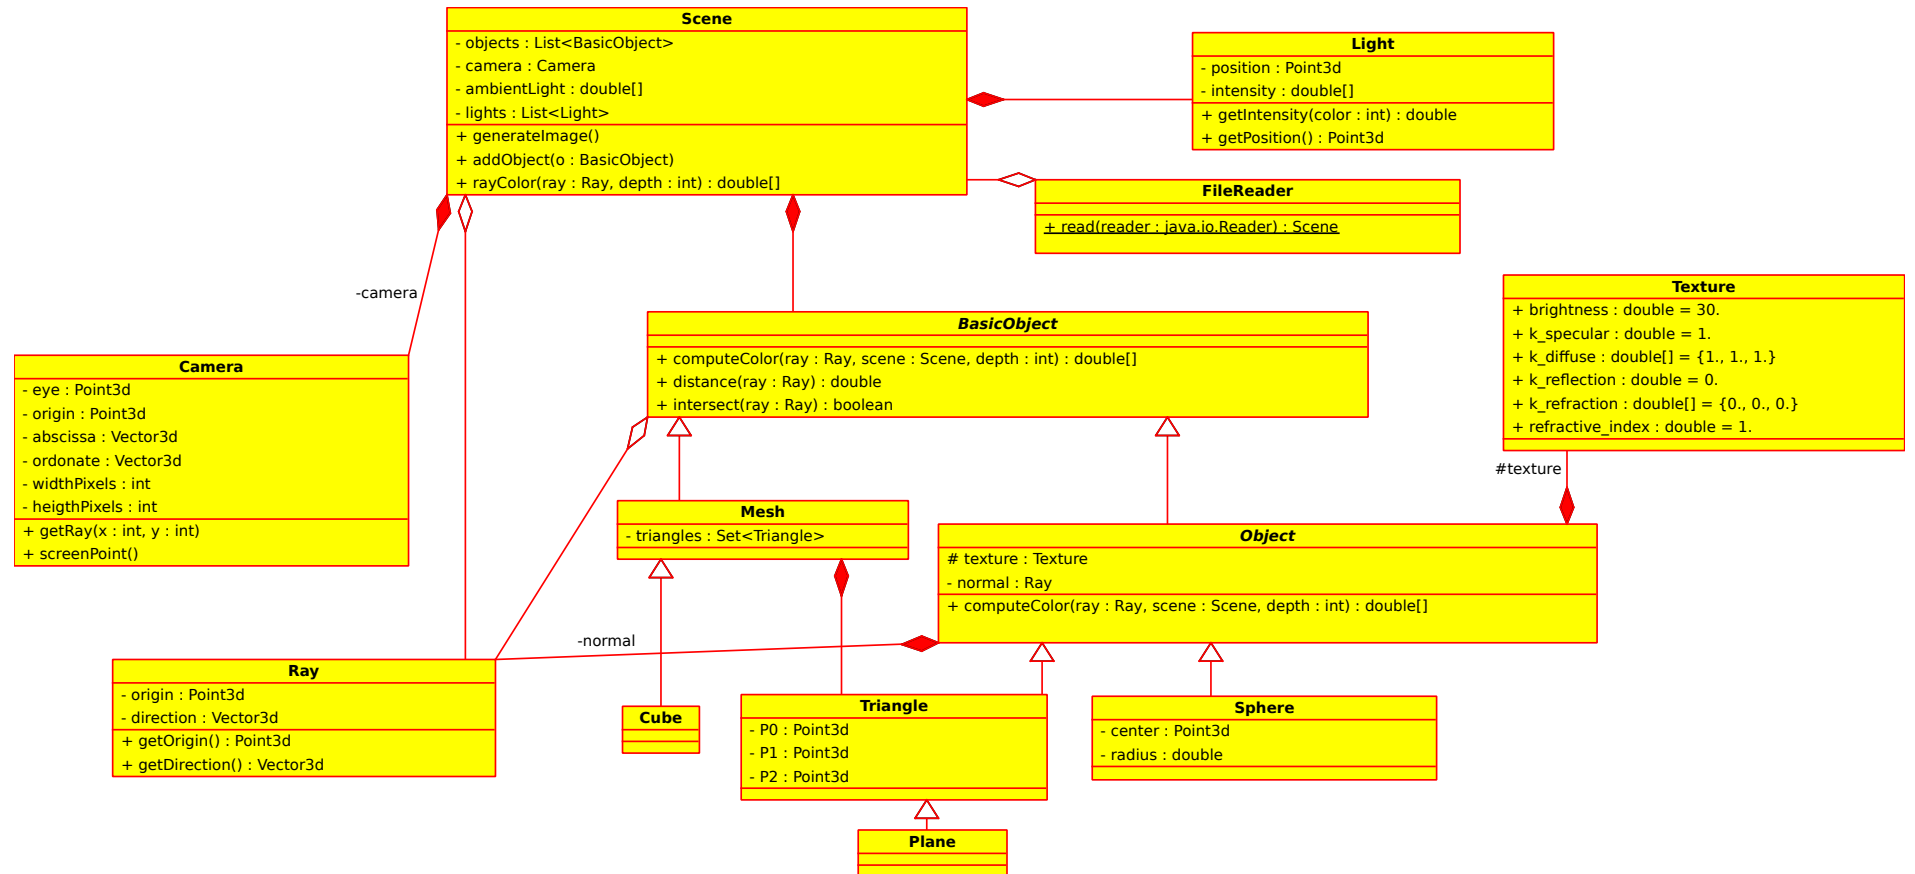 Scene
- objects : List<BasicObject>
- camera : Camera
- ambientLight : double[]
- lights : List<Light>
+ generateImage()
+ addObject(o : BasicObject)
+ rayColor(ray : Ray, depth : int) : double[]
Light
- position : Point3d
- intensity : double[]
+ getIntensity(color : int) : double
+ getPosition() : Point3d
FileReader
+ read(reader : java.io.Reader) : Scene
-camera
Texture
+ brightness : double = 30.
+ k_specular : double = 1.
+ k_diffuse : double[] = {1., 1., 1.}
+ k_reflection : double = 0.
+ k_refraction : double[] = {0., 0., 0.}
+ refractive_index : double = 1.
BasicObject
+ computeColor(ray : Ray, scene : Scene, depth : int) : double[]
+ distance(ray : Ray) : double
+ intersect(ray : Ray) : boolean
Camera
- eye : Point3d
- origin : Point3d
- abscissa : Vector3d
- ordonate : Vector3d
- widthPixels : int
- heigthPixels : int
+ getRay(x : int, y : int)
+ screenPoint()
#texture
Mesh
- triangles : Set<Triangle>
Object
# texture : Texture
- normal : Ray
+ computeColor(ray : Ray, scene : Scene, depth : int) : double[]
-normal
Ray
- origin : Point3d
- direction : Vector3d
+ getOrigin() : Point3d
+ getDirection() : Vector3d
Cube
Triangle
- P0 : Point3d
- P1 : Point3d
- P2 : Point3d
Sphere
- center : Point3d
- radius : double
Plane